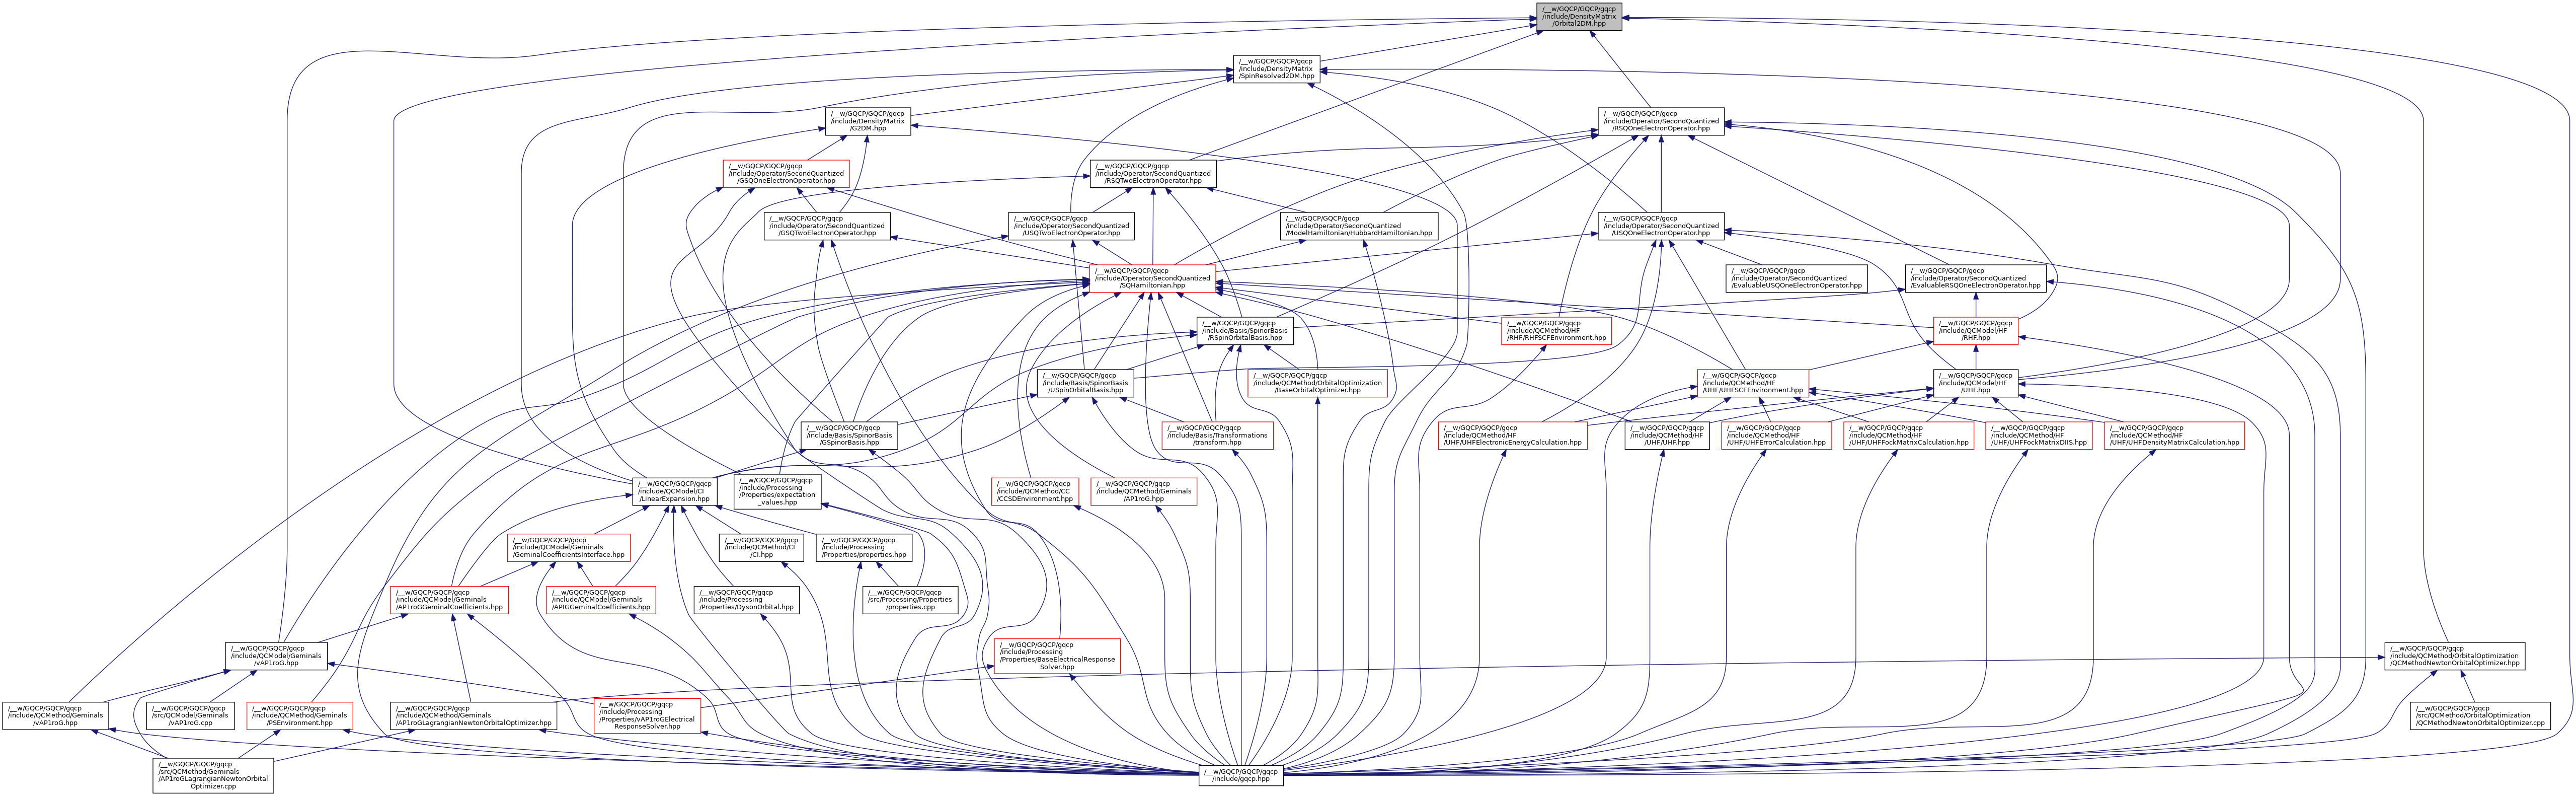 /__w/GQCP/GQCP/gqcp
/include/DensityMatrix
/Orbital2DM.hpp
/__w/GQCP/GQCP/gqcp
/include/DensityMatrix
/SpinResolved2DM.hpp
/__w/GQCP/GQCP/gqcp
/include/DensityMatrix
/G2DM.hpp
/__w/GQCP/GQCP/gqcp
/include/Operator/SecondQuantized
/RSQOneElectronOperator.hpp
/__w/GQCP/GQCP/gqcp
/include/Operator/SecondQuantized
/GSQOneElectronOperator.hpp
/__w/GQCP/GQCP/gqcp
/include/Operator/SecondQuantized
/RSQTwoElectronOperator.hpp
/__w/GQCP/GQCP/gqcp
/include/Operator/SecondQuantized
/GSQTwoElectronOperator.hpp
/__w/GQCP/GQCP/gqcp
/include/Operator/SecondQuantized
/USQTwoElectronOperator.hpp
/__w/GQCP/GQCP/gqcp
/include/Operator/SecondQuantized
/ModelHamiltonian/HubbardHamiltonian.hpp
/__w/GQCP/GQCP/gqcp
/include/Operator/SecondQuantized
/USQOneElectronOperator.hpp
/__w/GQCP/GQCP/gqcp
/include/Operator/SecondQuantized
/SQHamiltonian.hpp
/__w/GQCP/GQCP/gqcp
/include/Operator/SecondQuantized
/EvaluableUSQOneElectronOperator.hpp
/__w/GQCP/GQCP/gqcp
/include/Operator/SecondQuantized
/EvaluableRSQOneElectronOperator.hpp
/__w/GQCP/GQCP/gqcp
/include/Basis/SpinorBasis
/RSpinOrbitalBasis.hpp
/__w/GQCP/GQCP/gqcp
/include/QCMethod/HF
/RHF/RHFSCFEnvironment.hpp
/__w/GQCP/GQCP/gqcp
/include/QCModel/HF
/RHF.hpp
/__w/GQCP/GQCP/gqcp
/include/Basis/SpinorBasis
/USpinOrbitalBasis.hpp
/__w/GQCP/GQCP/gqcp
/include/QCMethod/OrbitalOptimization
/BaseOrbitalOptimizer.hpp
/__w/GQCP/GQCP/gqcp
/include/QCMethod/HF
/UHF/UHFSCFEnvironment.hpp
/__w/GQCP/GQCP/gqcp
/include/QCModel/HF
/UHF.hpp
/__w/GQCP/GQCP/gqcp
/include/Basis/SpinorBasis
/GSpinorBasis.hpp
/__w/GQCP/GQCP/gqcp
/include/Basis/Transformations
/transform.hpp
/__w/GQCP/GQCP/gqcp
/include/QCMethod/HF
/UHF/UHFElectronicEnergyCalculation.hpp
/__w/GQCP/GQCP/gqcp
/include/QCMethod/HF
/UHF/UHF.hpp
/__w/GQCP/GQCP/gqcp
/include/QCMethod/HF
/UHF/UHFErrorCalculation.hpp
/__w/GQCP/GQCP/gqcp
/include/QCMethod/HF
/UHF/UHFFockMatrixCalculation.hpp
/__w/GQCP/GQCP/gqcp
/include/QCMethod/HF
/UHF/UHFFockMatrixDIIS.hpp
/__w/GQCP/GQCP/gqcp
/include/QCMethod/HF
/UHF/UHFDensityMatrixCalculation.hpp
/__w/GQCP/GQCP/gqcp
/include/QCModel/CI
/LinearExpansion.hpp
/__w/GQCP/GQCP/gqcp
/include/Processing
/Properties/expectation
_values.hpp
/__w/GQCP/GQCP/gqcp
/include/QCMethod/CC
/CCSDEnvironment.hpp
/__w/GQCP/GQCP/gqcp
/include/QCMethod/Geminals
/AP1roG.hpp
/__w/GQCP/GQCP/gqcp
/include/QCModel/Geminals
/GeminalCoefficientsInterface.hpp
/__w/GQCP/GQCP/gqcp
/include/QCMethod/CI
/CI.hpp
/__w/GQCP/GQCP/gqcp
/include/Processing
/Properties/properties.hpp
/__w/GQCP/GQCP/gqcp
/include/QCModel/Geminals
/AP1roGGeminalCoefficients.hpp
/__w/GQCP/GQCP/gqcp
/include/QCModel/Geminals
/APIGGeminalCoefficients.hpp
/__w/GQCP/GQCP/gqcp
/include/Processing
/Properties/DysonOrbital.hpp
/__w/GQCP/GQCP/gqcp
/src/Processing/Properties
/properties.cpp
/__w/GQCP/GQCP/gqcp
/include/QCModel/Geminals
/vAP1roG.hpp
/__w/GQCP/GQCP/gqcp
/include/Processing
/Properties/BaseElectricalResponse
Solver.hpp
/__w/GQCP/GQCP/gqcp
/include/QCMethod/OrbitalOptimization
/QCMethodNewtonOrbitalOptimizer.hpp
/__w/GQCP/GQCP/gqcp
/include/QCMethod/Geminals
/vAP1roG.hpp
/__w/GQCP/GQCP/gqcp
/src/QCModel/Geminals
/vAP1roG.cpp
/__w/GQCP/GQCP/gqcp
/include/QCMethod/Geminals
/PSEnvironment.hpp
/__w/GQCP/GQCP/gqcp
/include/QCMethod/Geminals
/AP1roGLagrangianNewtonOrbitalOptimizer.hpp
/__w/GQCP/GQCP/gqcp
/include/Processing
/Properties/vAP1roGElectrical
ResponseSolver.hpp
/__w/GQCP/GQCP/gqcp
/src/QCMethod/OrbitalOptimization
/QCMethodNewtonOrbitalOptimizer.cpp
/__w/GQCP/GQCP/gqcp
/src/QCMethod/Geminals
/AP1roGLagrangianNewtonOrbital
Optimizer.cpp
/__w/GQCP/GQCP/gqcp
/include/gqcp.hpp